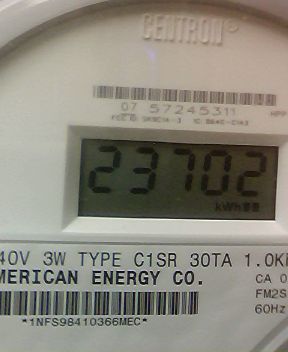 CENTRON®
07 57245311
23702
kWh
40V 3W TYPE C1SR 30TA 1.0K
MERICAN ENERGY CO.
CA 0
FM2S
60Hz
*1NFS98410366MEC*